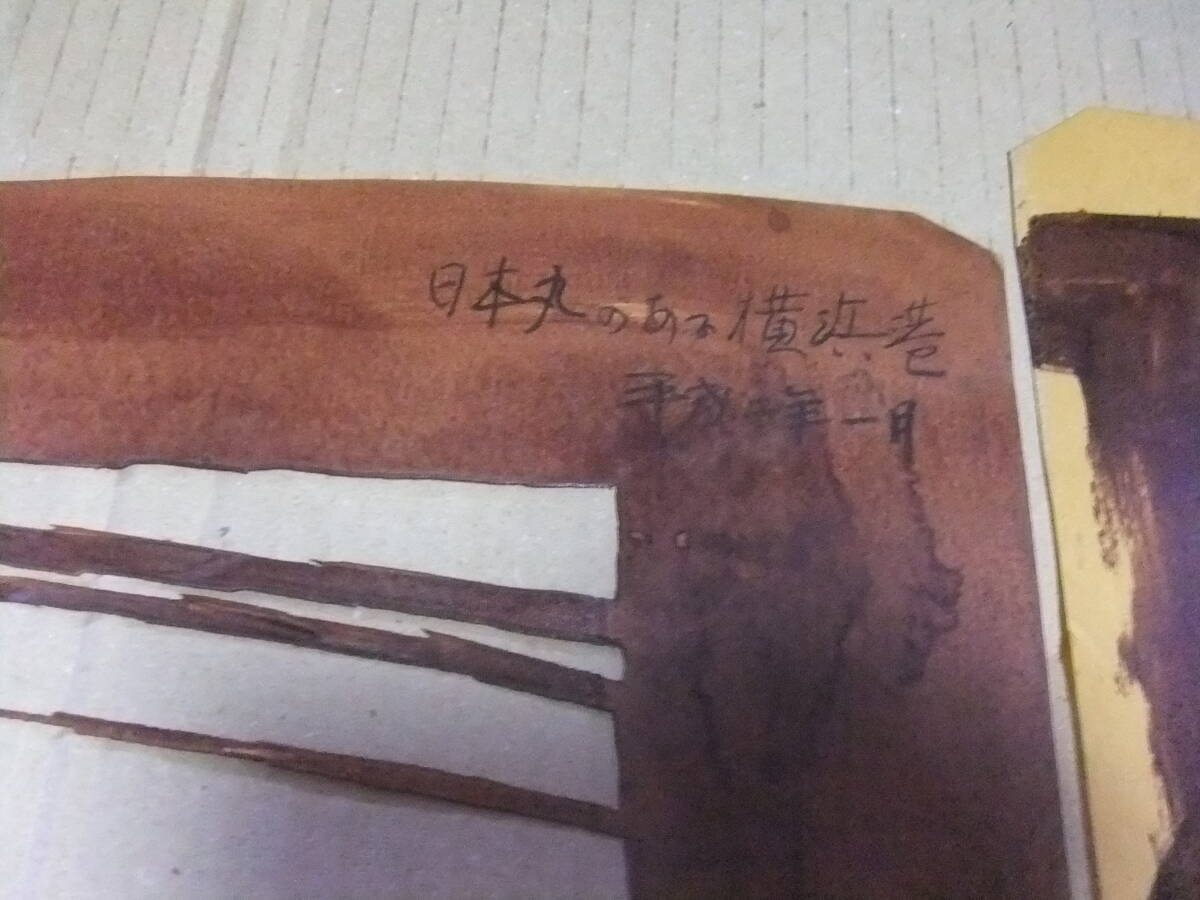 日本丸のある横浜港
平成 年一月